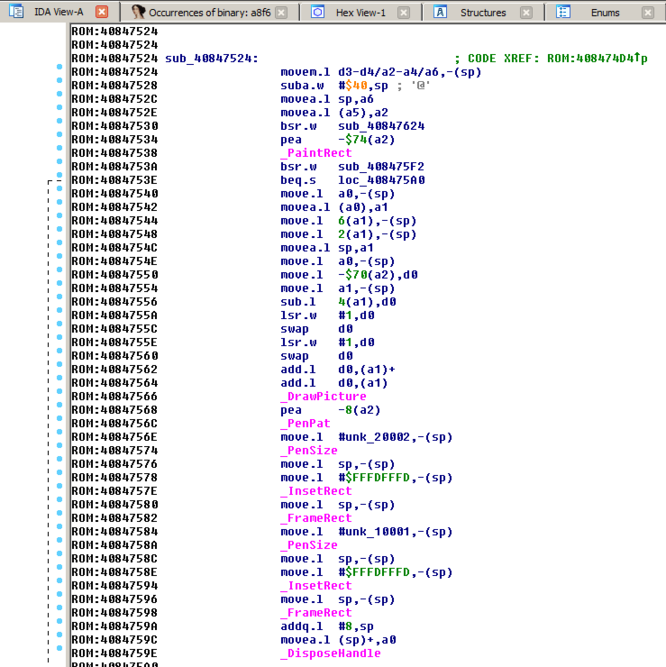 IDA View-A Occurrences of binary: a8f6 Hex View-1 Structures Enums
ROM:40847524
ROM:40847524
ROM:40847524 sub_40847524: ; CODE XREF: ROM:408474D4↑p
ROM:40847524 movem.l d3-d4/a2-a4/a6,-(sp)
ROM:40847528 suba.w #$40,sp ; '@'
ROM:4084752C movea.l sp,a6
ROM:4084752E movea.l (a5),a2
ROM:40847530 bsr.w sub_40847624
ROM:40847534 pea -$74(a2)
ROM:40847538 _PaintRect
ROM:4084753A bsr.w sub_408475F2
ROM:4084753E beq.s loc_408475A0
ROM:40847540 move.l a0,-(sp)
ROM:40847542 movea.l (a0),a1
ROM:40847544 move.l 6(a1),-(sp)
ROM:40847548 move.l 2(a1),-(sp)
ROM:4084754C movea.l sp,a1
ROM:4084754E move.l a0,-(sp)
ROM:40847550 move.l -$70(a2),d0
ROM:40847554 move.l a1,-(sp)
ROM:40847556 sub.l 4(a1),d0
ROM:4084755A lsr.w #1,d0
ROM:4084755C swap d0
ROM:4084755E lsr.w #1,d0
ROM:40847560 swap d0
ROM:40847562 add.l d0,(a1)+
ROM:40847564 add.l d0,(a1)
ROM:40847566 _DrawPicture
ROM:40847568 pea -8(a2)
ROM:4084756C _PenPat
ROM:4084756E move.l #unk_20002,-(sp)
ROM:40847574 _PenSize
ROM:40847576 move.l sp,-(sp)
ROM:40847578 move.l #$FFFDFFFD,-(sp)
ROM:4084757E _InsetRect
ROM:40847580 move.l sp,-(sp)
ROM:40847582 _FrameRect
ROM:40847584 move.l #unk_10001,-(sp)
ROM:4084758A _PenSize
ROM:4084758C move.l sp,-(sp)
ROM:4084758E move.l #$FFFDFFFD,-(sp)
ROM:40847594 _InsetRect
ROM:40847596 move.l sp,-(sp)
ROM:40847598 _FrameRect
ROM:4084759A addq.l #8,sp
ROM:4084759C movea.l (sp)+,a0
ROM:4084759E _DisposeHandle
ROM:408475A0